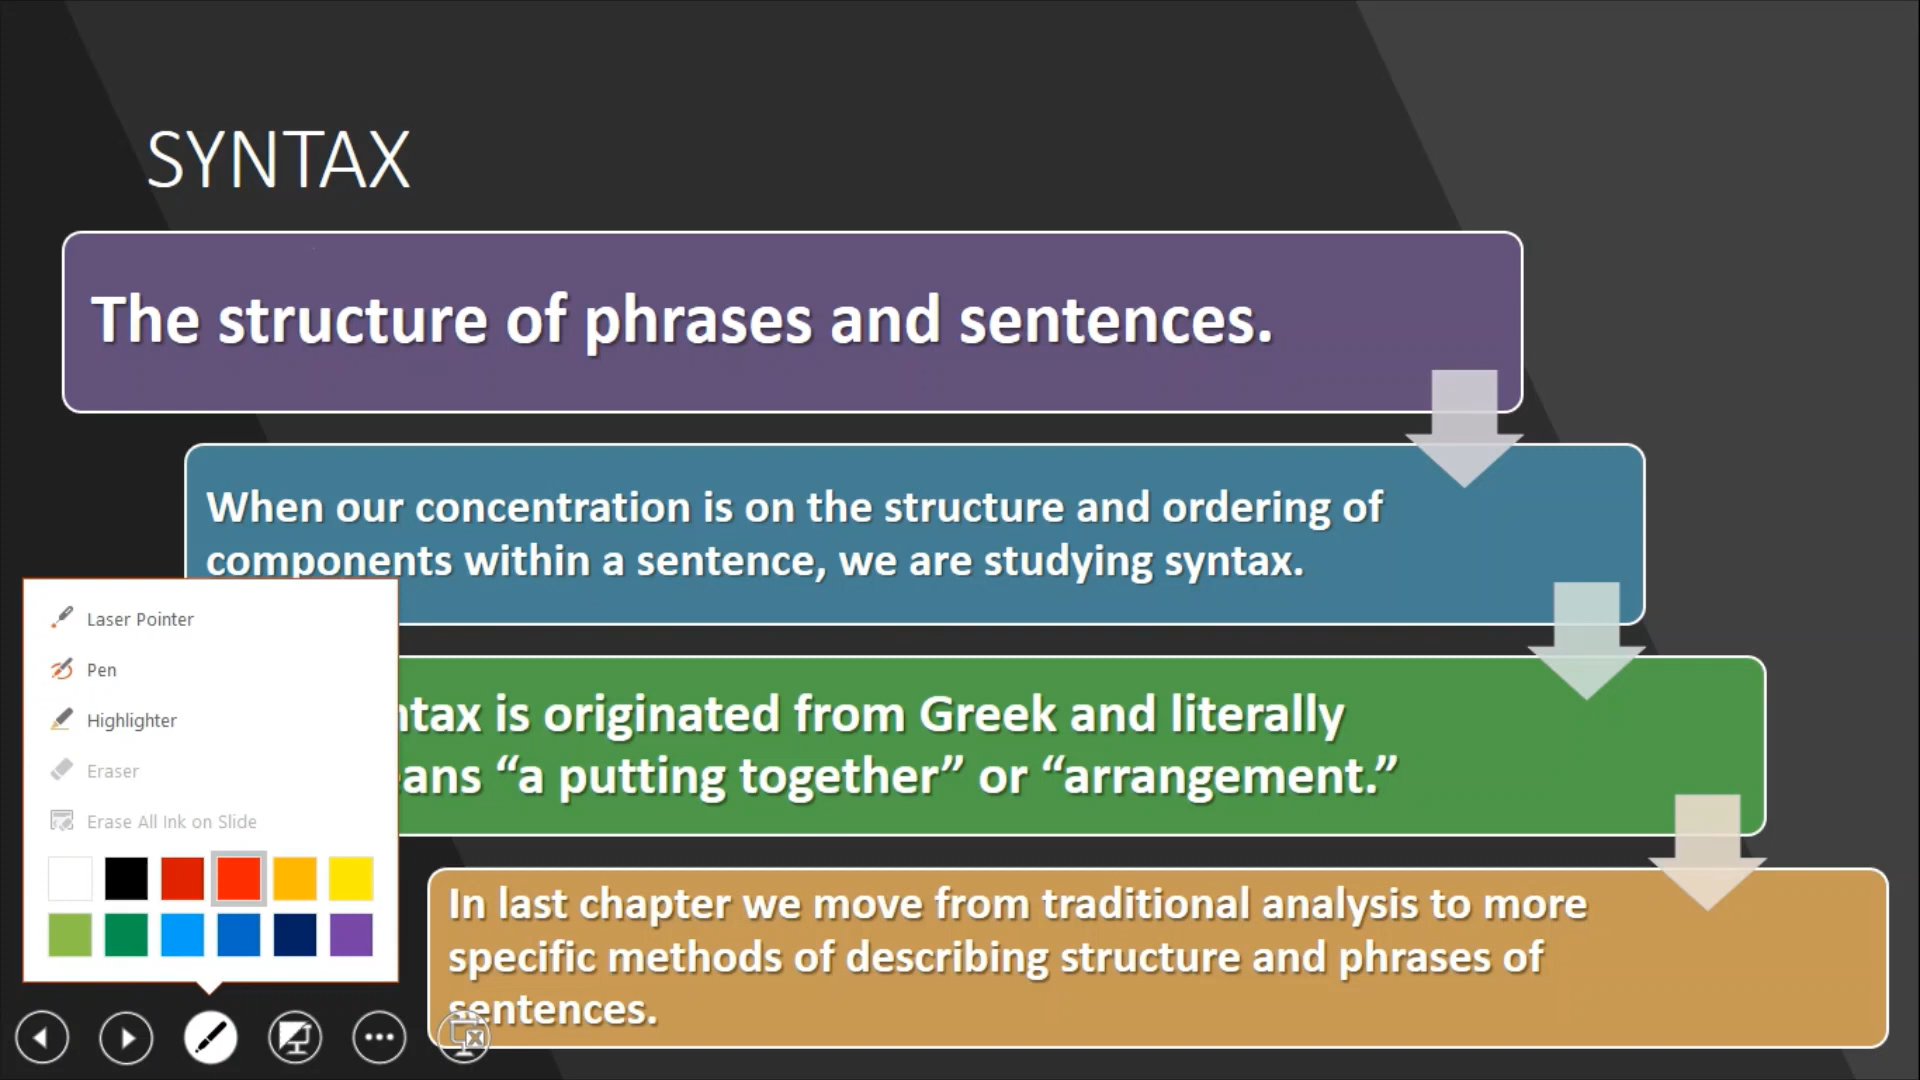 SYNTAX
The structure of phrases and sentences.
When our concentration is on the structure and ordering of
components within a sentence, we are studying syntax.
is originated from Greek and literally
“a putting together” or “arrangement.”
In last chapter we move from traditional analysis to more
specific methods of describing structure and phrases of
sentences.
Laser Pointer
Pen
Highlighter
Eraser
Erase All Ink on Slide